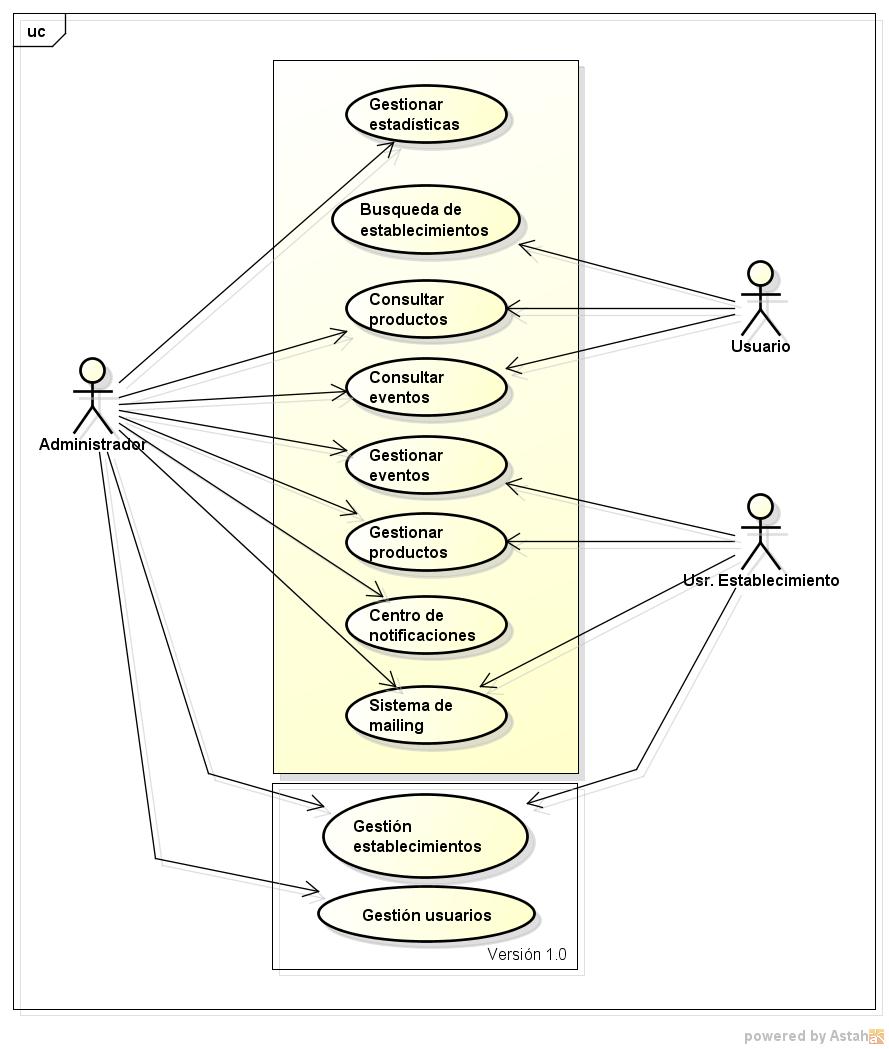 uc
Gestionar
estadísticas
Busqueda de
establecimientos
Consultar
productos
Usuario
Consultar
eventos
Administrador
Gestionar
eventos
Gestionar
productos
Usr. Establecimiento
Centro de
notificaciones
Sistema de
mailing
Gestión
establecimientos
Gestión usuarios
Versión 1.0
powered by Astah